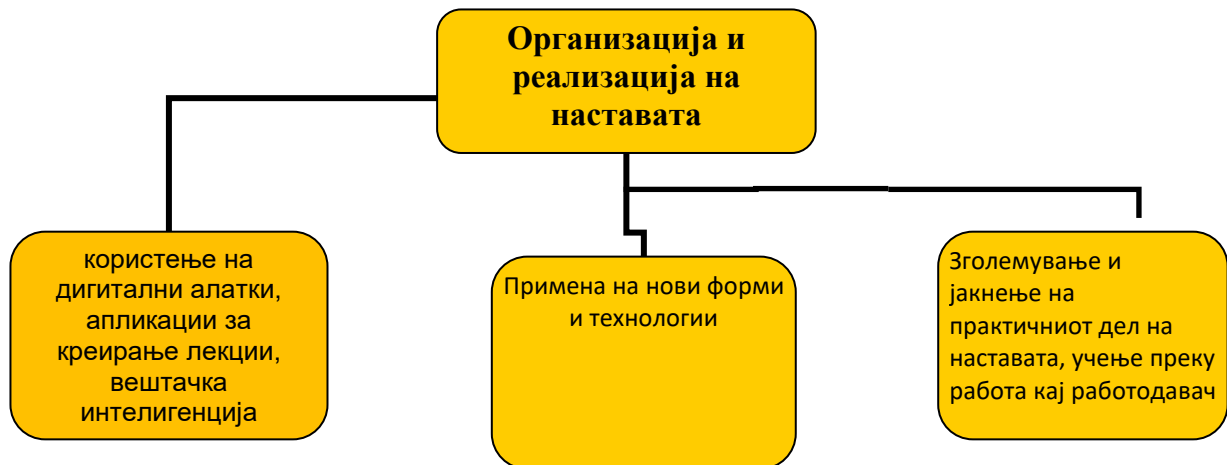 Организација и
реализација на
наставата
користење на
дигитални алатки,
апликации за
креирање лекции,
вештачка
интелигенција
Примена на нови форми
и технологии
Зголемување и
јакнење на
практичниот дел на
наставата, учење преку
работа кај работодавач